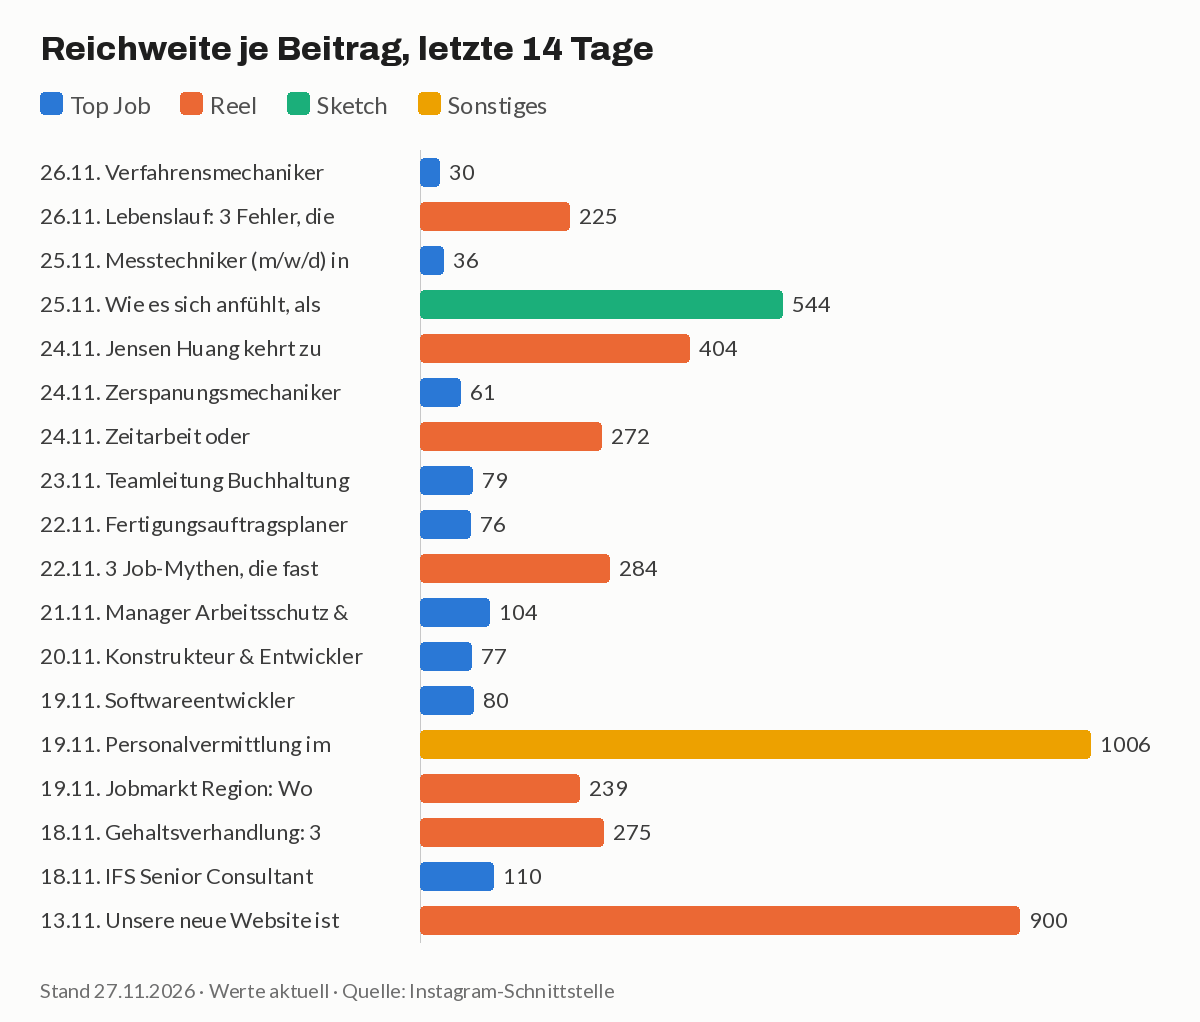 Reichweite je Beitrag, letzte 14 Tage
Top Job Reel Sketch Sonstiges
26.11. Verfahrensmechaniker 30
26.11. Lebenslauf: 3 Fehler, die 225
25.11. Messtechniker (m/w/d) in 36
25.11. Wie es sich anfühlt, als 544
24.11. Jensen Huang kehrt zu 404
24.11. Zerspanungsmechaniker 61
24.11. Zeitarbeit oder 272
23.11. Teamleitung Buchhaltung 79
22.11. Fertigungsauftragsplaner 76
22.11. 3 Job-Mythen, die fast 284
21.11. Manager Arbeitsschutz & 104
20.11. Konstrukteur & Entwickler 77
19.11. Softwareentwickler 80
19.11. Personalvermittlung im 1006
19.11. Jobmarkt Region: Wo 239
18.11. Gehaltsverhandlung: 3 275
18.11. IFS Senior Consultant 110
13.11. Unsere neue Website ist 900
Stand 27.11.2026 · Werte aktuell · Quelle: Instagram-Schnittstelle